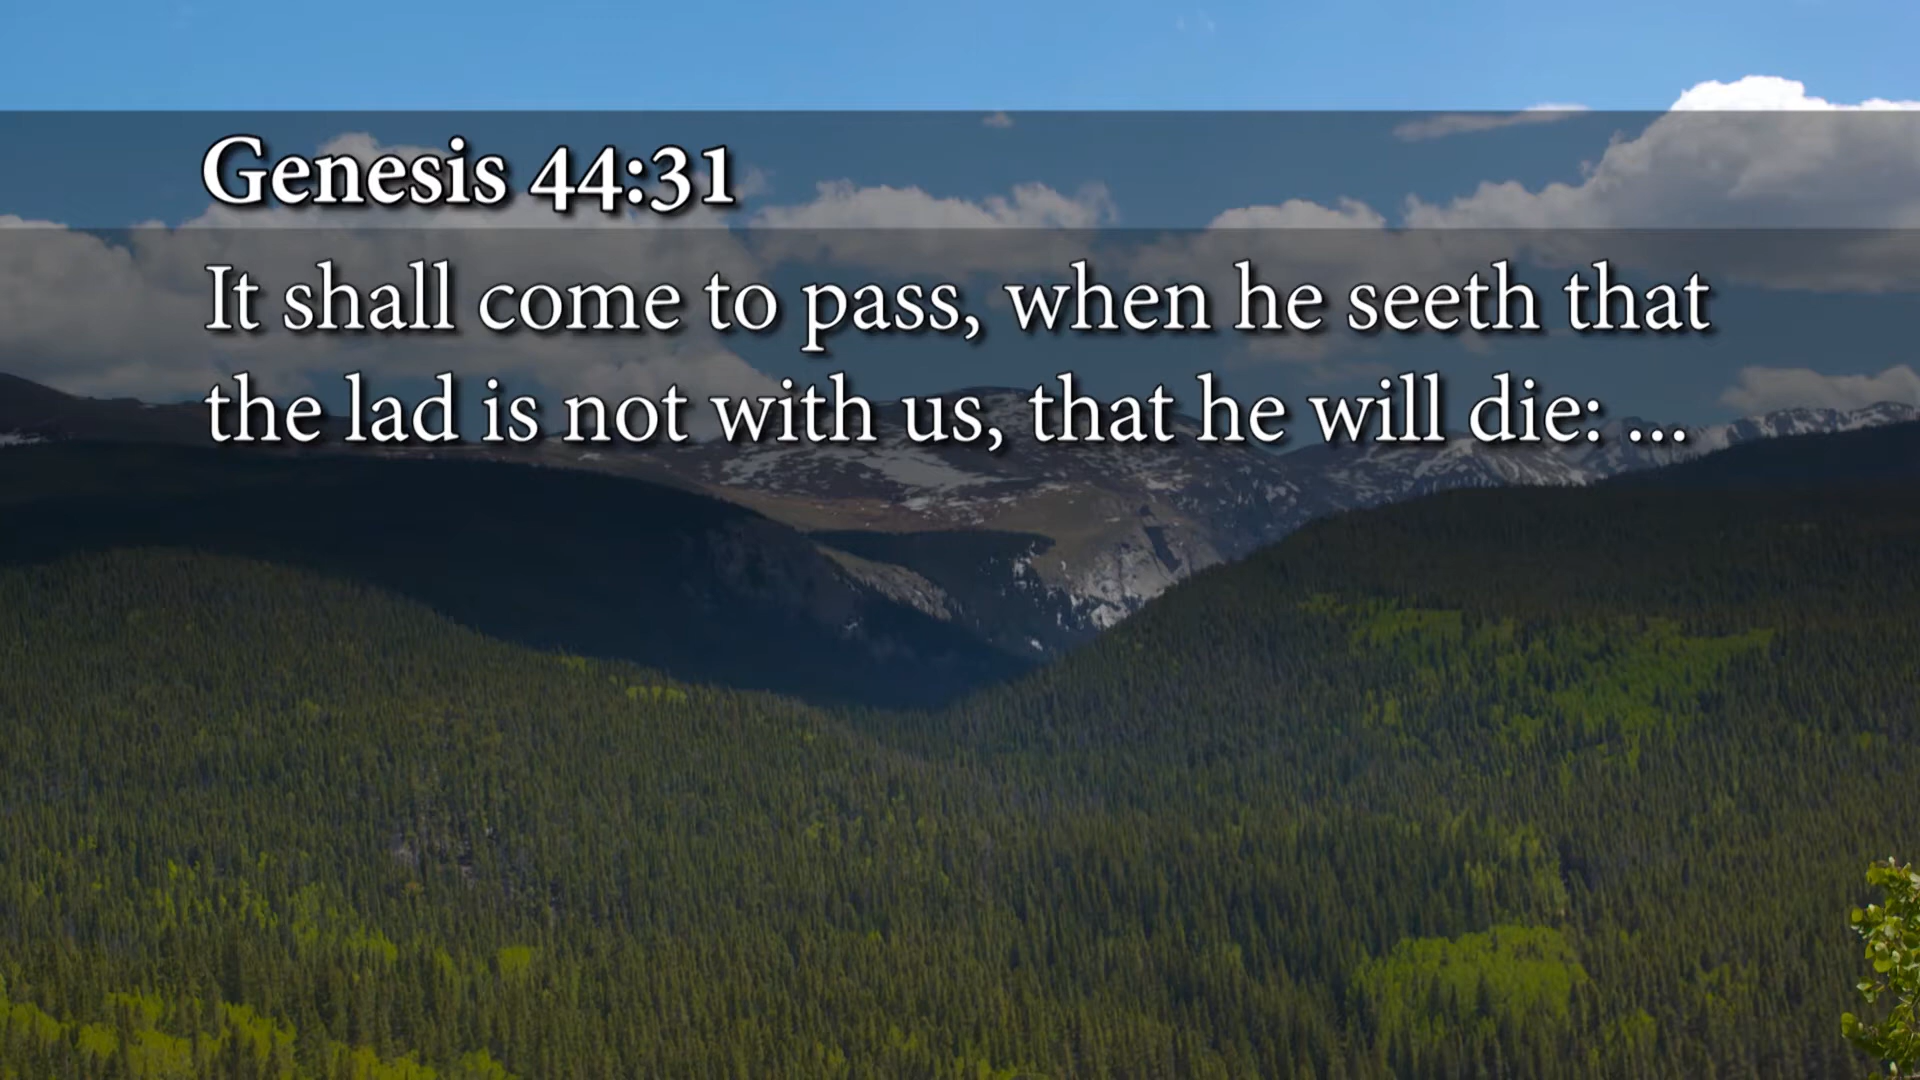 Genesis 44:31
It shall come to pass, when he seeth that
the lad is not with us, that he will die: ...